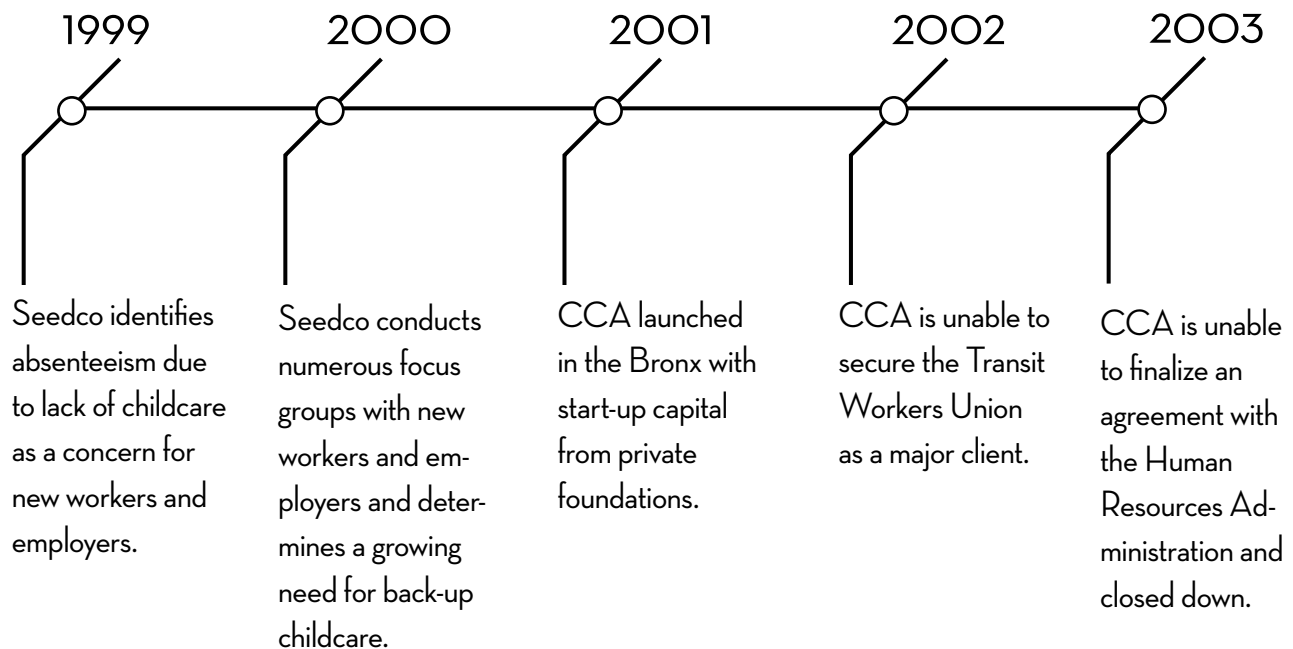 1999
2000
2001
2002
2003
Seedco identifies
absenteeism due
to lack of childcare
as a concern for
new workers and
employers.
Seedco conducts
numerous focus
groups with new
workers and em-
ployers and deter-
mines a growing
need for back-up
childcare.
CCA launched
in the Bronx with
start-up capital
from private
foundations.
CCA is unable to
secure the Transit
Workers Union
as a major client.
CCA is unable
to finalize an
agreement with
the Human
Resources Ad-
ministration and
closed down.